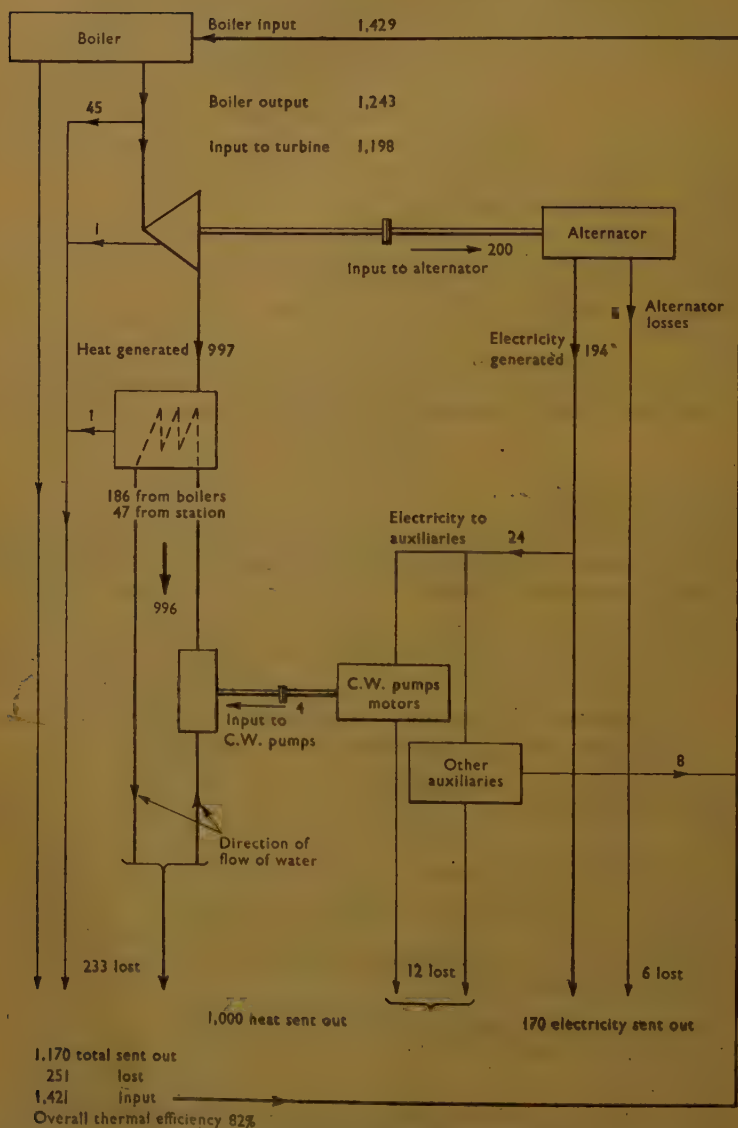 Boiler
Boiler input 1,429
45
Boiler output 1,243
Input to turbine 1,198
1
200
Input to alternator
Alternator
Alternator
losses
Heat generated 997
Electricity
generated
194
1
186 from boilers
47 from station
996
Electricity to
auxiliaries
24
C.W. pumps
motors
4
Input to
C.W. pumps
Other
auxiliaries
8
Direction of
flow of water
233 lost
12 lost
6 lost
1,000 heat sent out
170 electricity sent out
1,170 total sent out
251 lost
1,421 input
Overall thermal efficiency 82%